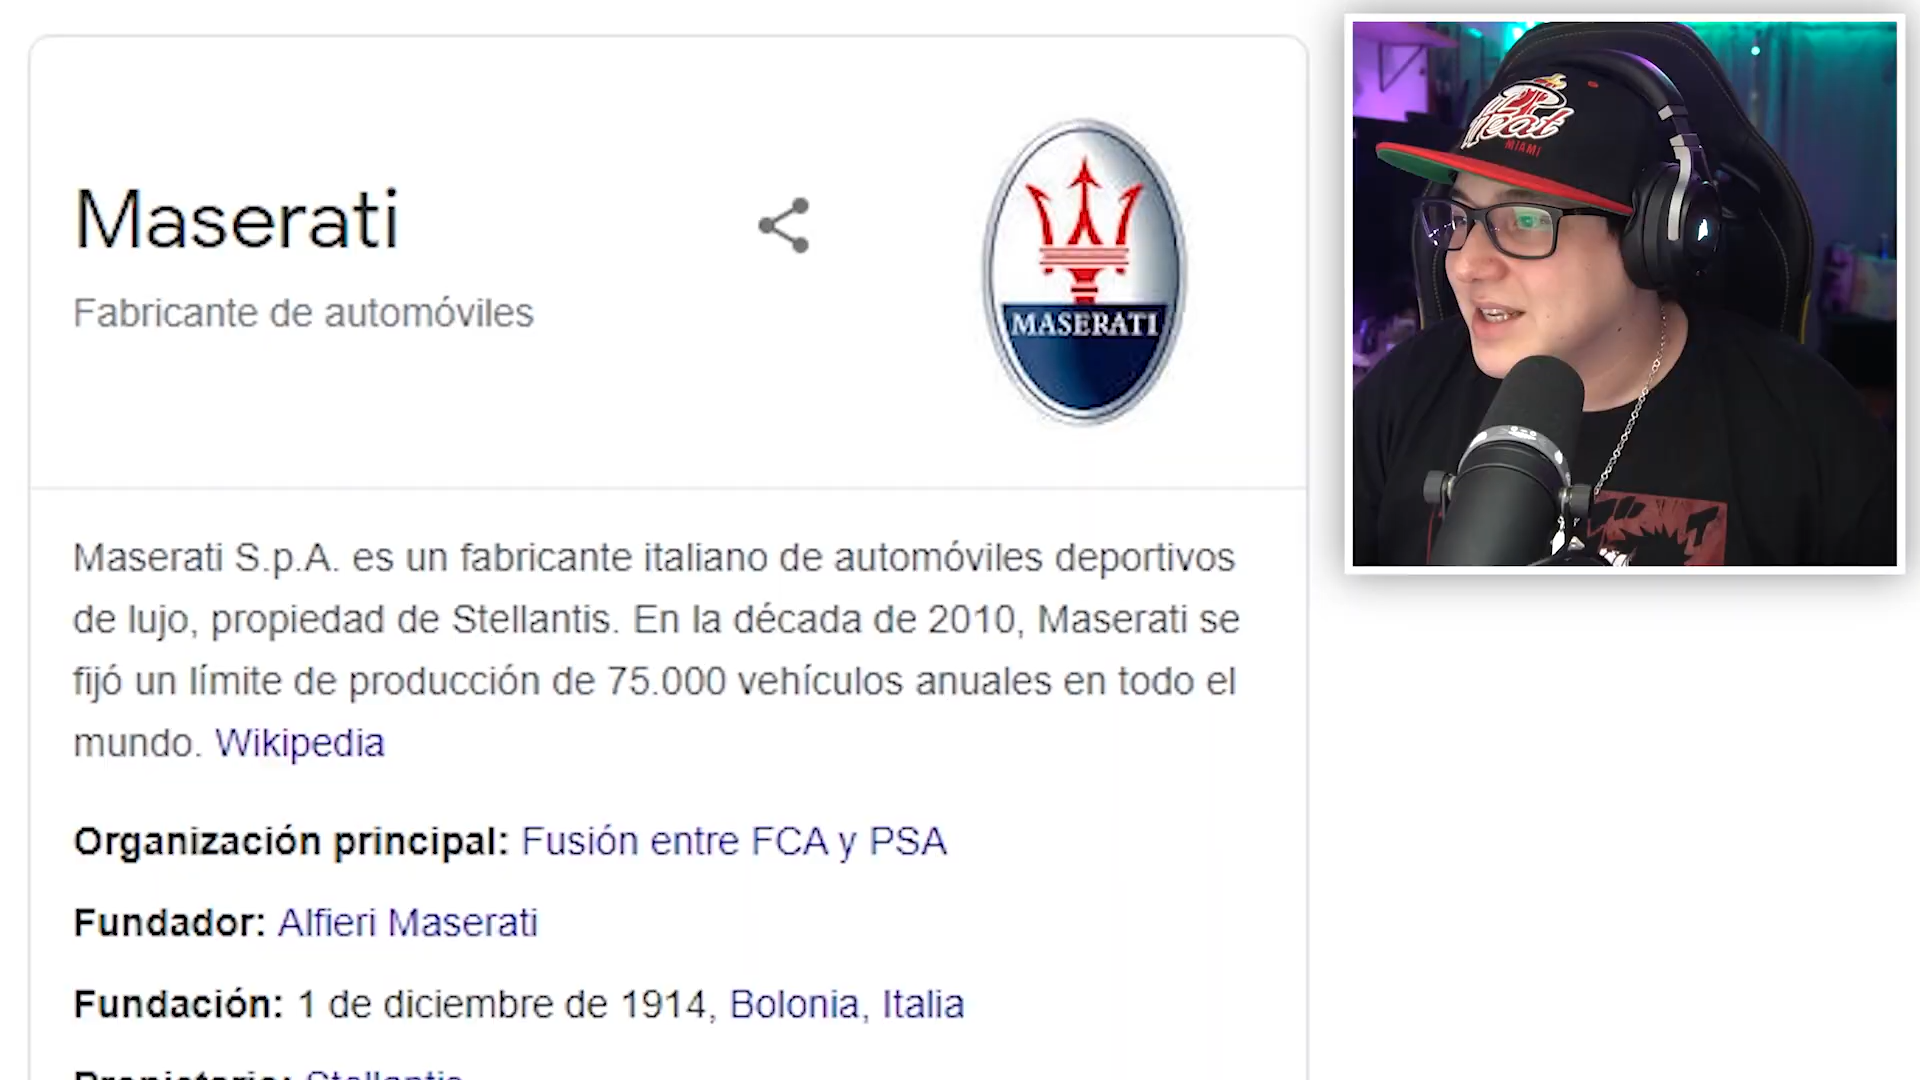 Maserati
Fabricante de automóviles
MASERATI
Maserati S.p.A. es un fabricante italiano de automóviles deportivos
de lujo, propiedad de Stellantis. En la década de 2010, Maserati se
fijó un límite de producción de 75.000 vehículos anuales en todo el
mundo. Wikipedia
Organización principal: Fusión entre FCA y PSA
Fundador: Alfieri Maserati
Fundación: 1 de diciembre de 1914, Bolonia, Italia
Propietario: Stellantis
Heat
MIAMI